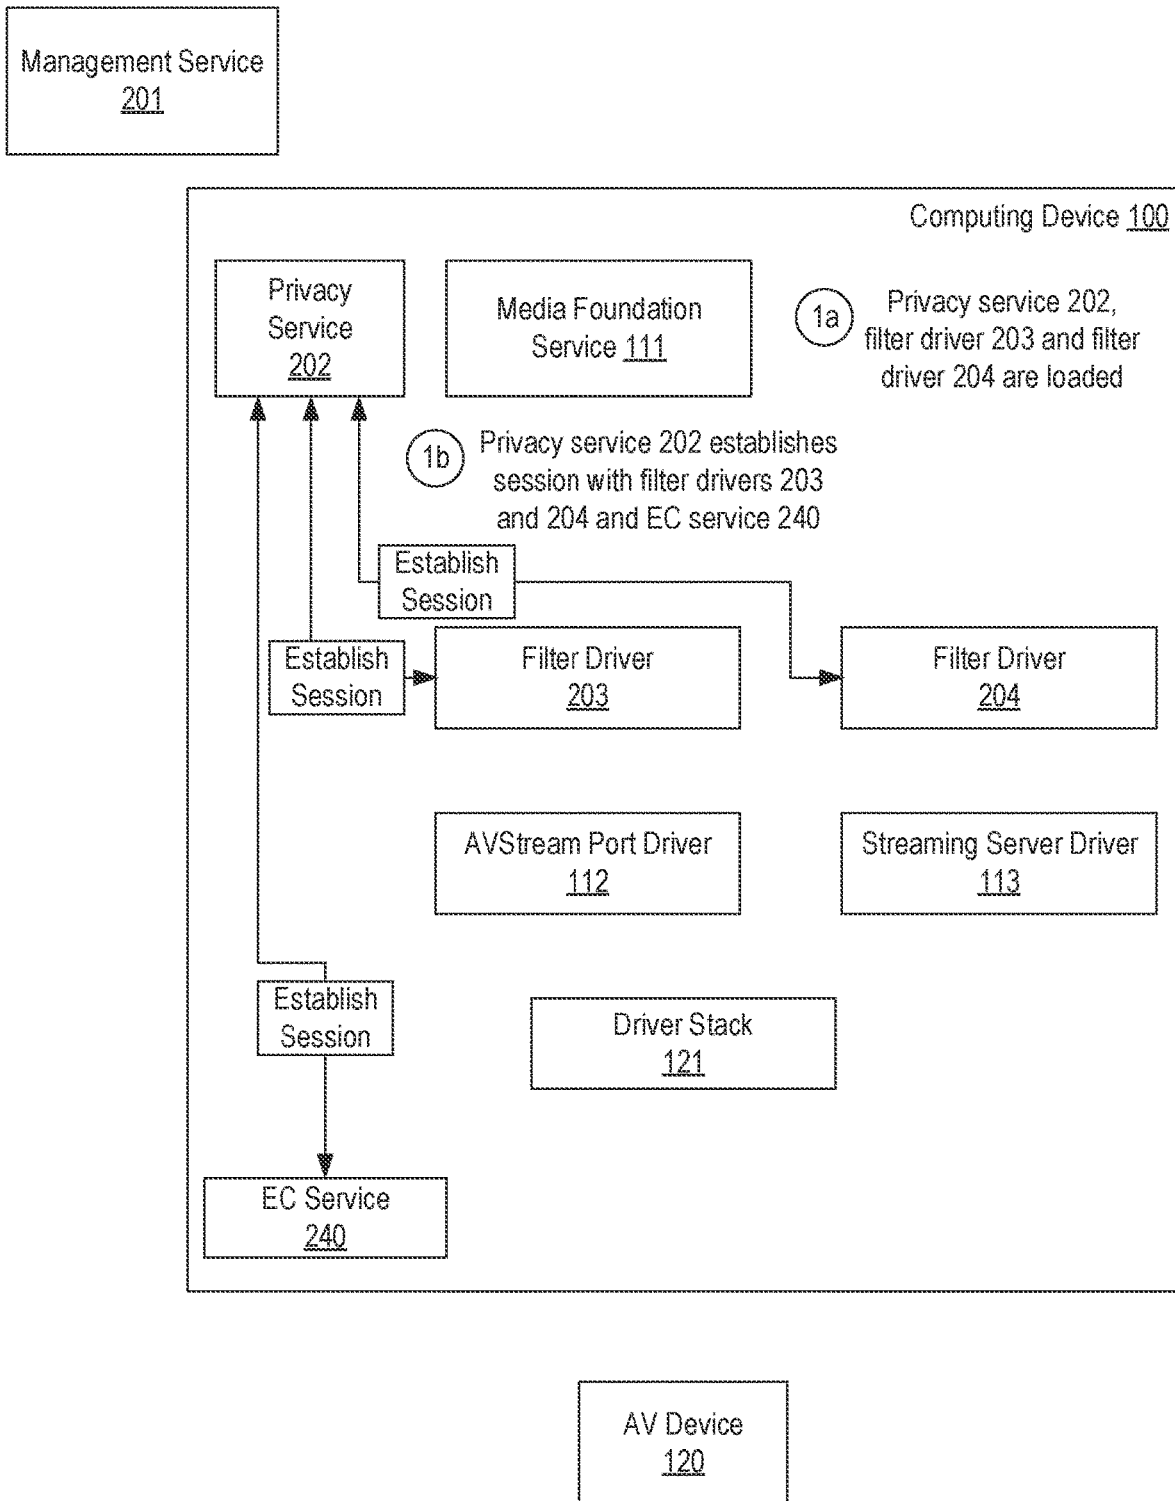 Management Service
201
Computing Device 100
Privacy
Service
202
Media Foundation
Service 111
1a
Privacy service 202,
filter driver 203 and filter
driver 204 are loaded
1b
Privacy service 202 establishes
session with filter drivers 203
and 204 and EC service 240
Establish
Session
Establish
Session
Filter Driver
203
Filter Driver
204
AVStream Port Driver
112
Streaming Server Driver
113
Establish
Session
Driver Stack
121
EC Service
240
AV Device
120